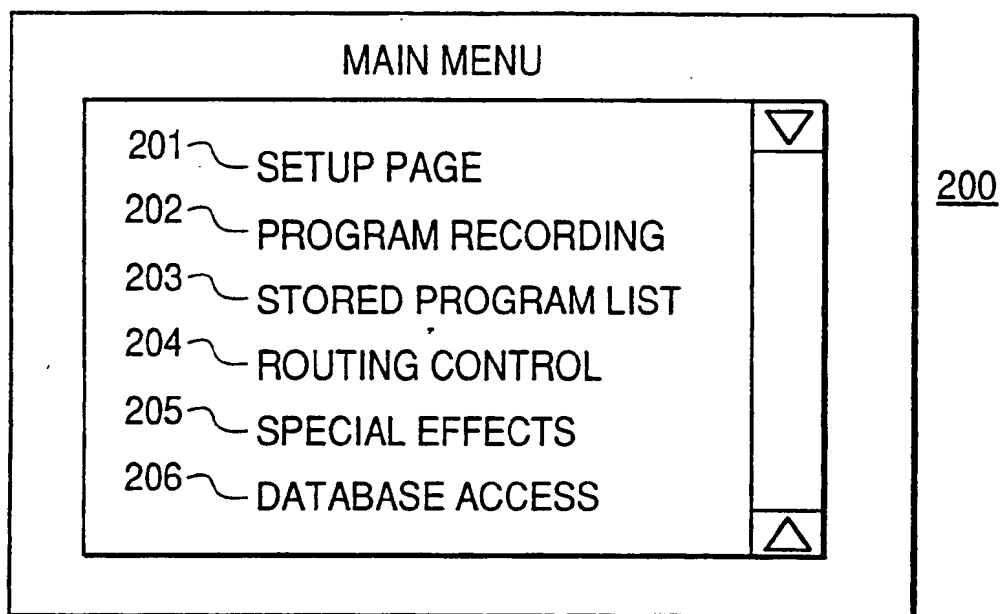 MAIN MENU
201 SETUP PAGE
200
202 PROGRAM RECORDING
203 STORED PROGRAM LIST
204 ROUTING CONTROL
205 SPECIAL EFFECTS
206 DATABASE ACCESS